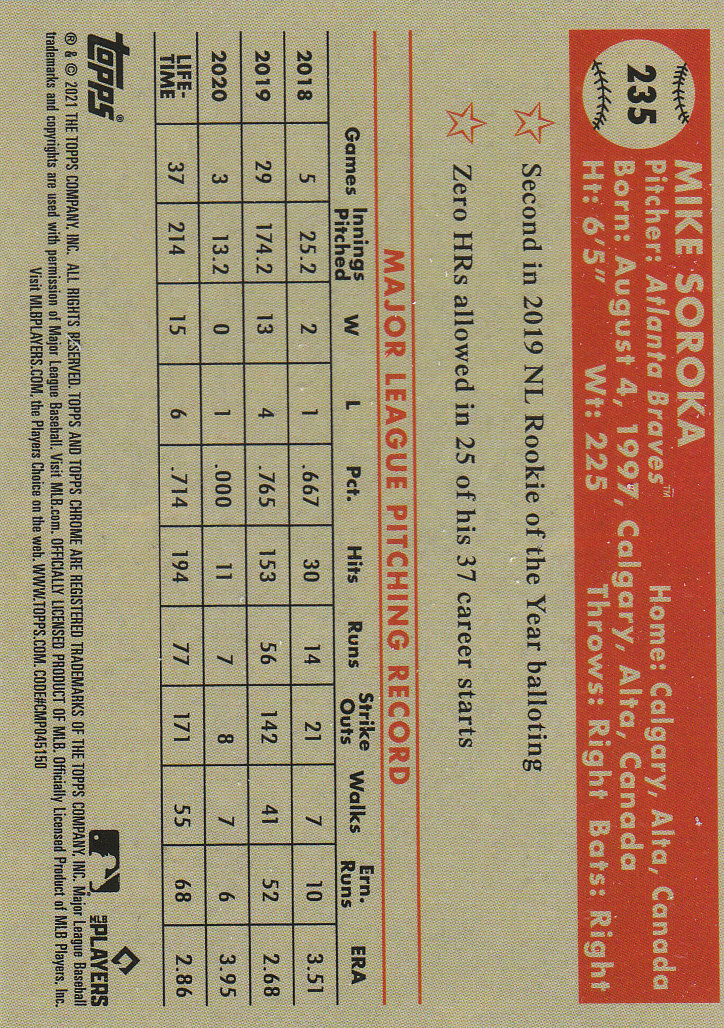 235
MIKE SOROKA
Pitcher: Atlanta Braves™ Home: Calgary, Alta, Canada
Born: August 4, 1997, Calgary, Alta, Canada
Ht: 6'5" Wt: 225 Throws: Right Bats: Right
Second in 2019 NL Rookie of the Year balloting
Zero HRs allowed in 25 of his 37 career starts
MAJOR LEAGUE PITCHING RECORD
Games Innings Pitched W L Pct. Hits Runs Strike Outs Walks Ern. Runs ERA
2018 5 25.2 2 1 .667 30 14 21 7 10 3.51
2019 29 174.2 13 4 .765 153 56 142 41 52 2.68
2020 3 13.2 0 1 .000 11 7 8 7 6 3.95
LIFE-TIME 37 214 15 6 .714 194 77 171 55 68 2.86
topps®
MLB PLAYERS
® & © 2021 THE TOPPS COMPANY, INC. ALL RIGHTS RESERVED. TOPPS AND TOPPS CHROME ARE REGISTERED TRADEMARKS OF THE TOPPS COMPANY, INC. Major League Baseball
trademarks and copyrights are used with permission of Major League Baseball. Visit MLB.com. OFFICIALLY LICENSED PRODUCT OF MLB. Officially Licensed Product of MLB Players, Inc.
Visit MLBPLAYERS.COM, the Players Choice on the web. WWW.TOPPS.COM. CODE#CMP045150